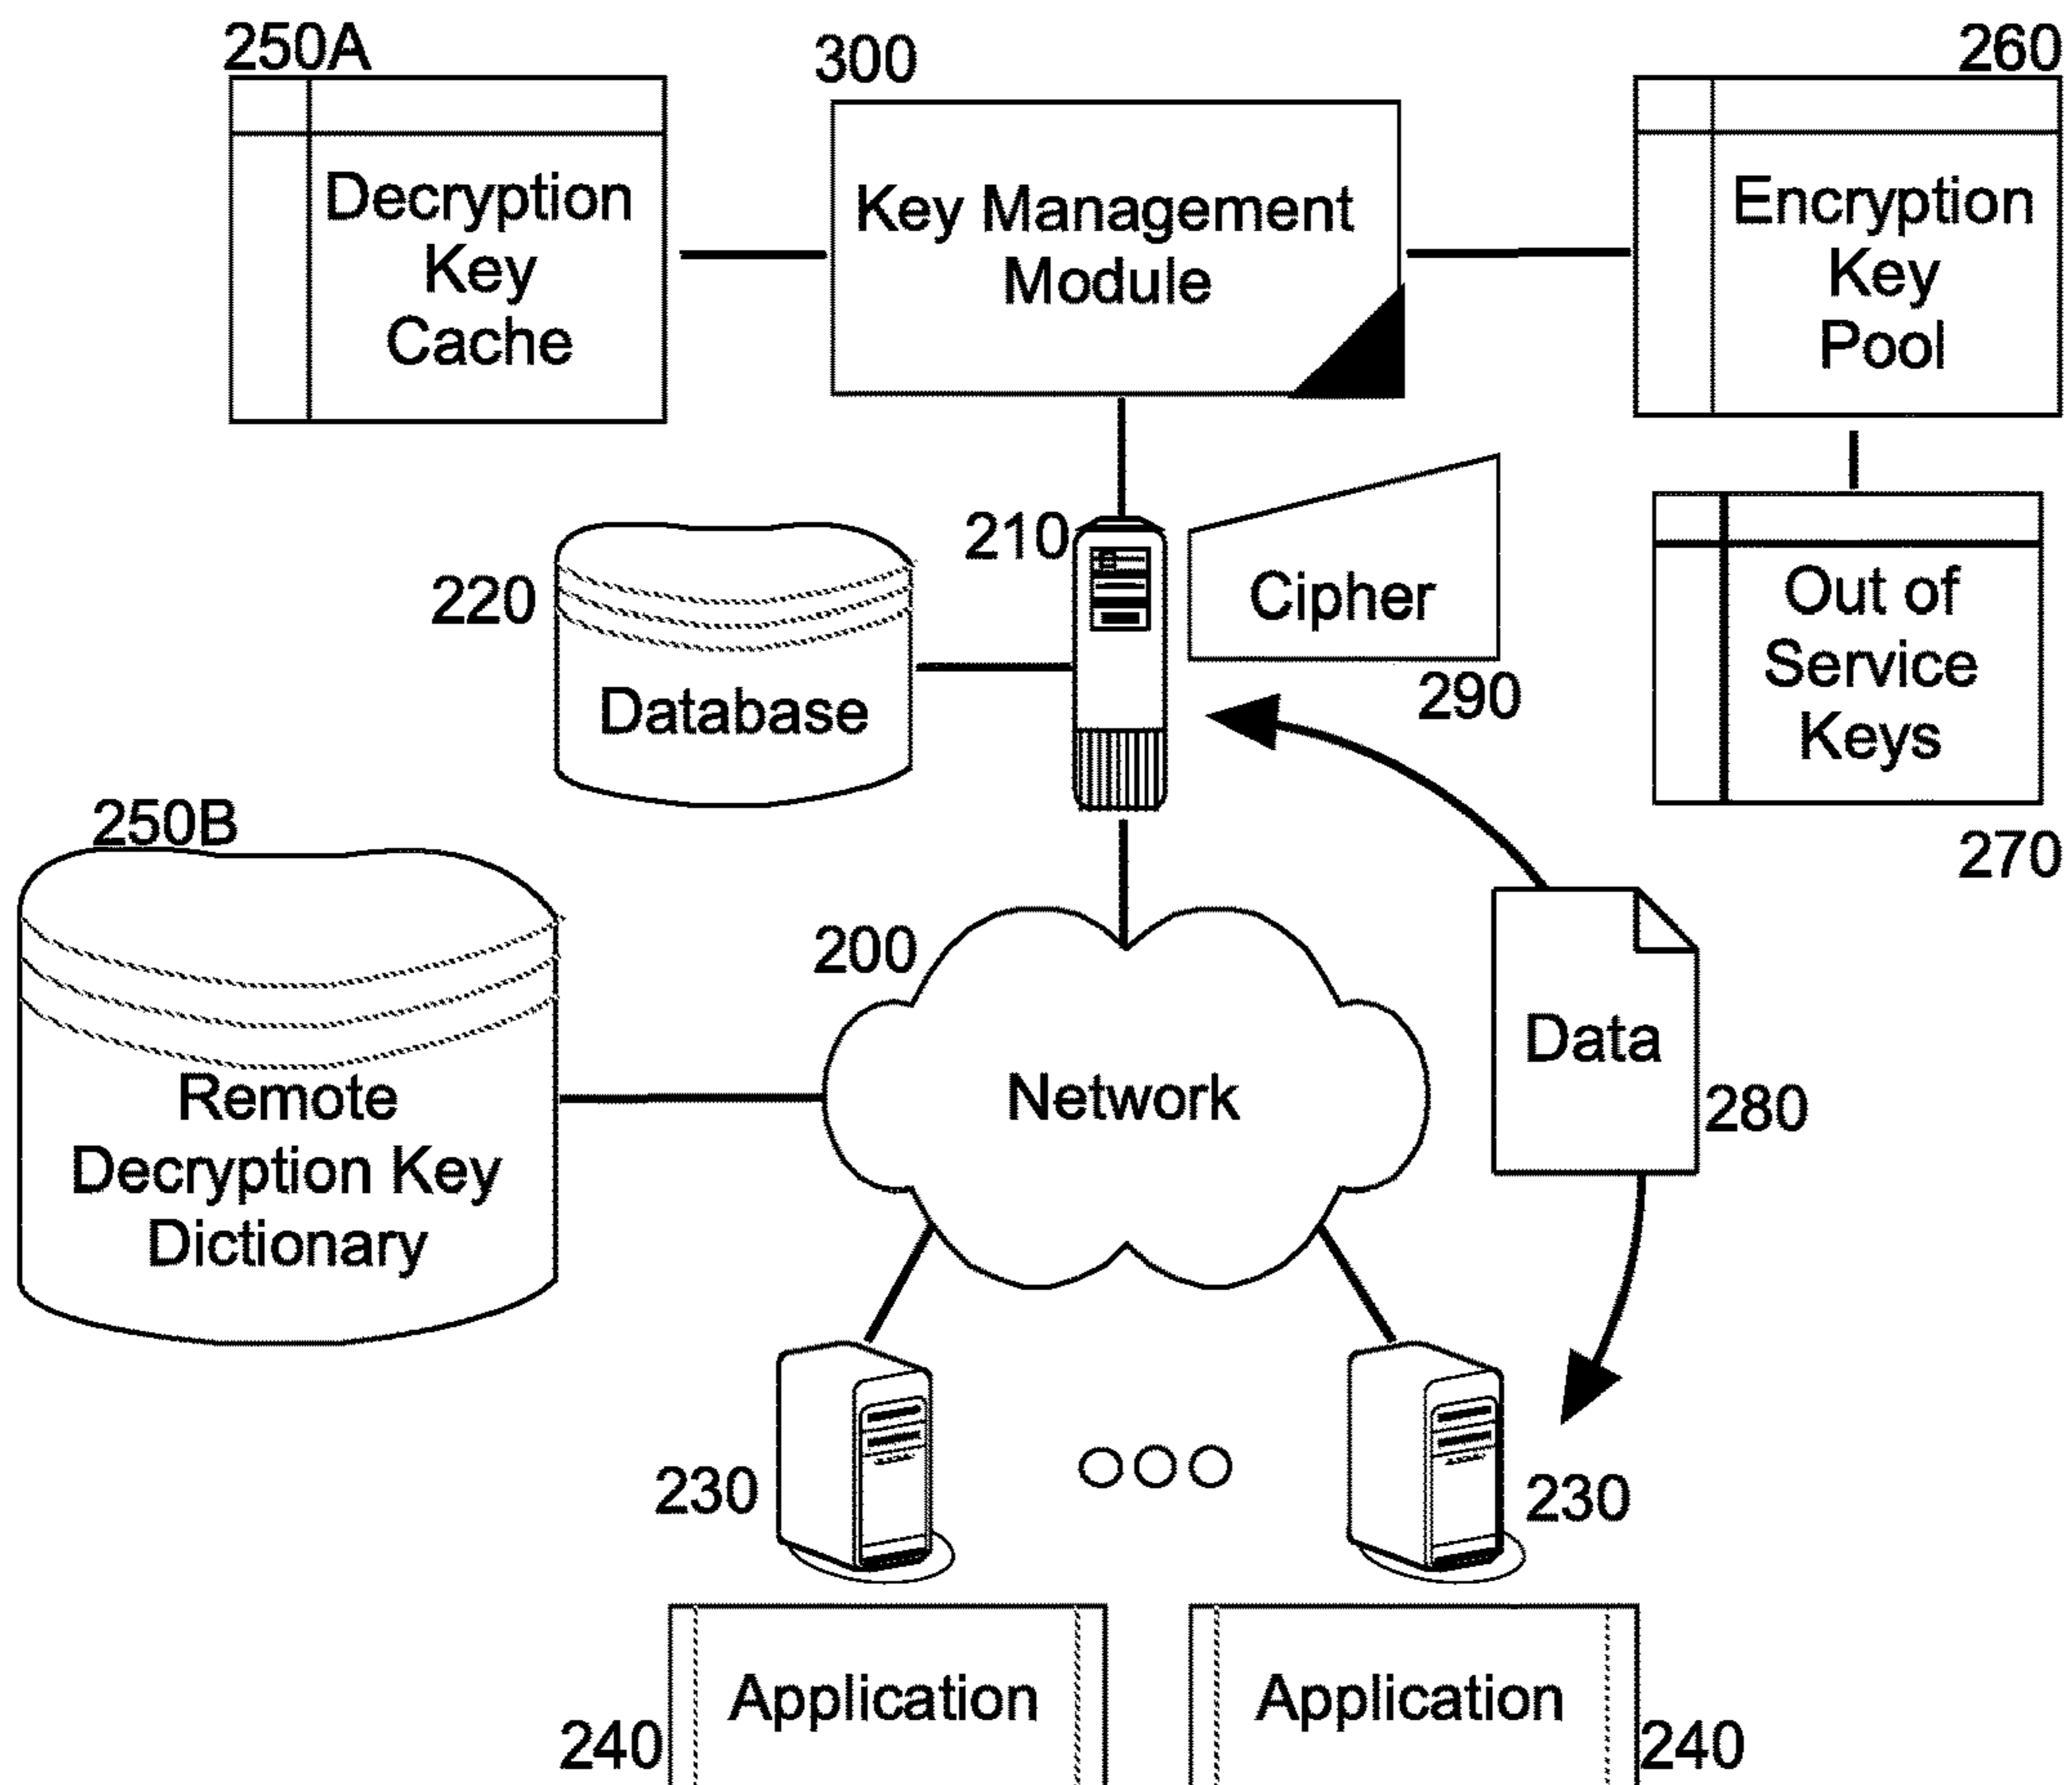 250A
300
260
Decryption
Key
Cache
Key Management
Module
Encryption
Key
Pool
210
220
Database
Cipher
290
Out of
Service
Keys
270
250B
Remote
Decryption Key
Dictionary
200
Network
Data
280
230
230
Application
240
Application
240